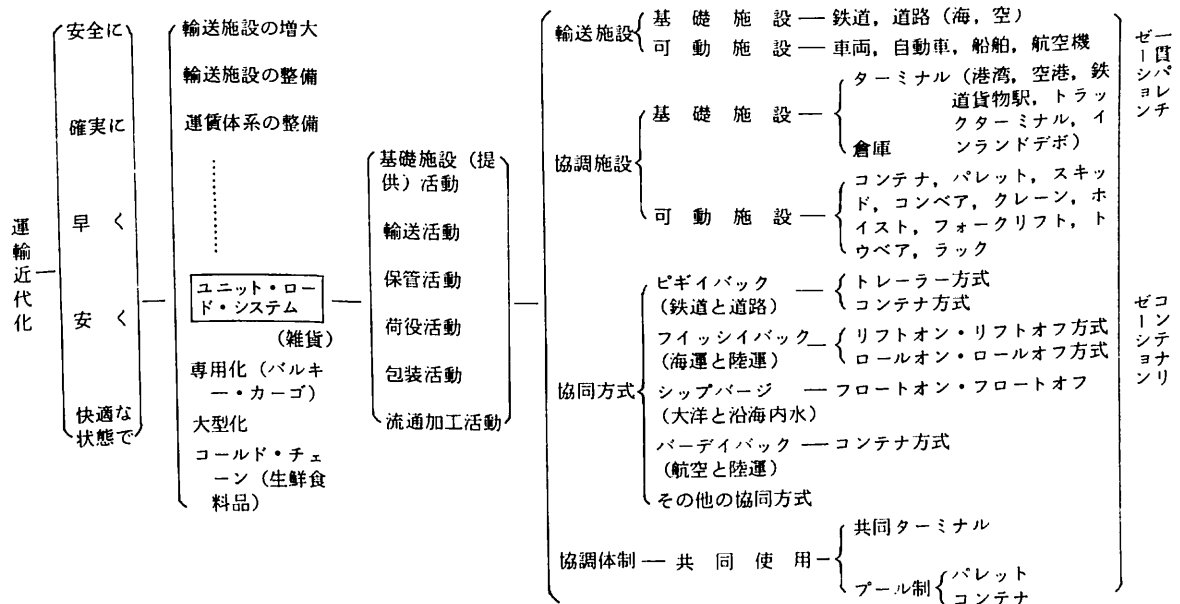 運輸近代化
安全に
確実に
早く
安く
快適な
状態で
輸送施設の増大
輸送施設の整備
運賃体系の整備
ユニット・ロー
ド・システム
(雑貨)
専用化(バルキ
ー・カーゴ)
大型化
コールド・チェ
ーン(生鮮食
料品)
基礎施設(提
供)活動
輸送活動
保管活動
荷役活動
包装活動
流通加工活動
輸送施設
基礎施設—鉄道,道路(海,空)
可動施設—車両,自動車,船舶,航空機
協調施設
基礎施設
ターミナル(港湾,空港,鉄
道貨物駅,トラッ
クターミナル,イ
ンランドデポ)
倉庫
可動施設
コンテナ,パレット,スキッ
ド,コンベア,クレーン,ホ
イスト,フォークリフト,ト
ウベア,ラック
協同方式
ピギイバック
(鉄道と道路)
トレーラー方式
コンテナ方式
フイッシイバック
(海運と陸運)
リフトオン・リフトオフ方式
ロールオン・ロールオフ方式
シップバージ—フロートオン・フロートオフ
(大洋と沿海内水)
バーデイバック—コンテナ方式
(航空と陸運)
その他の協同方式
協調体制—共同使用
共同ターミナル
プール制
パレット
コンテナ
一貫パレチ
ゼーション
コンテナリ
ゼーション